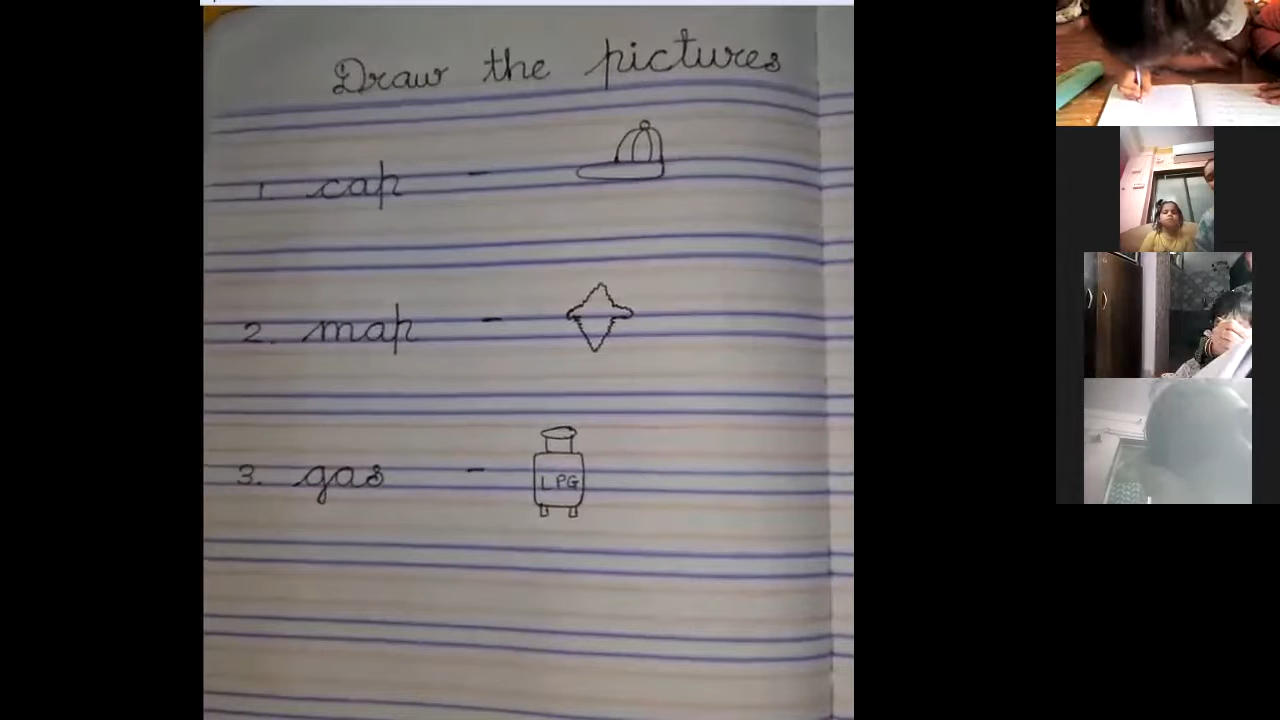 Draw the pictures
1. cap -
2. map -
3. gas - LPG